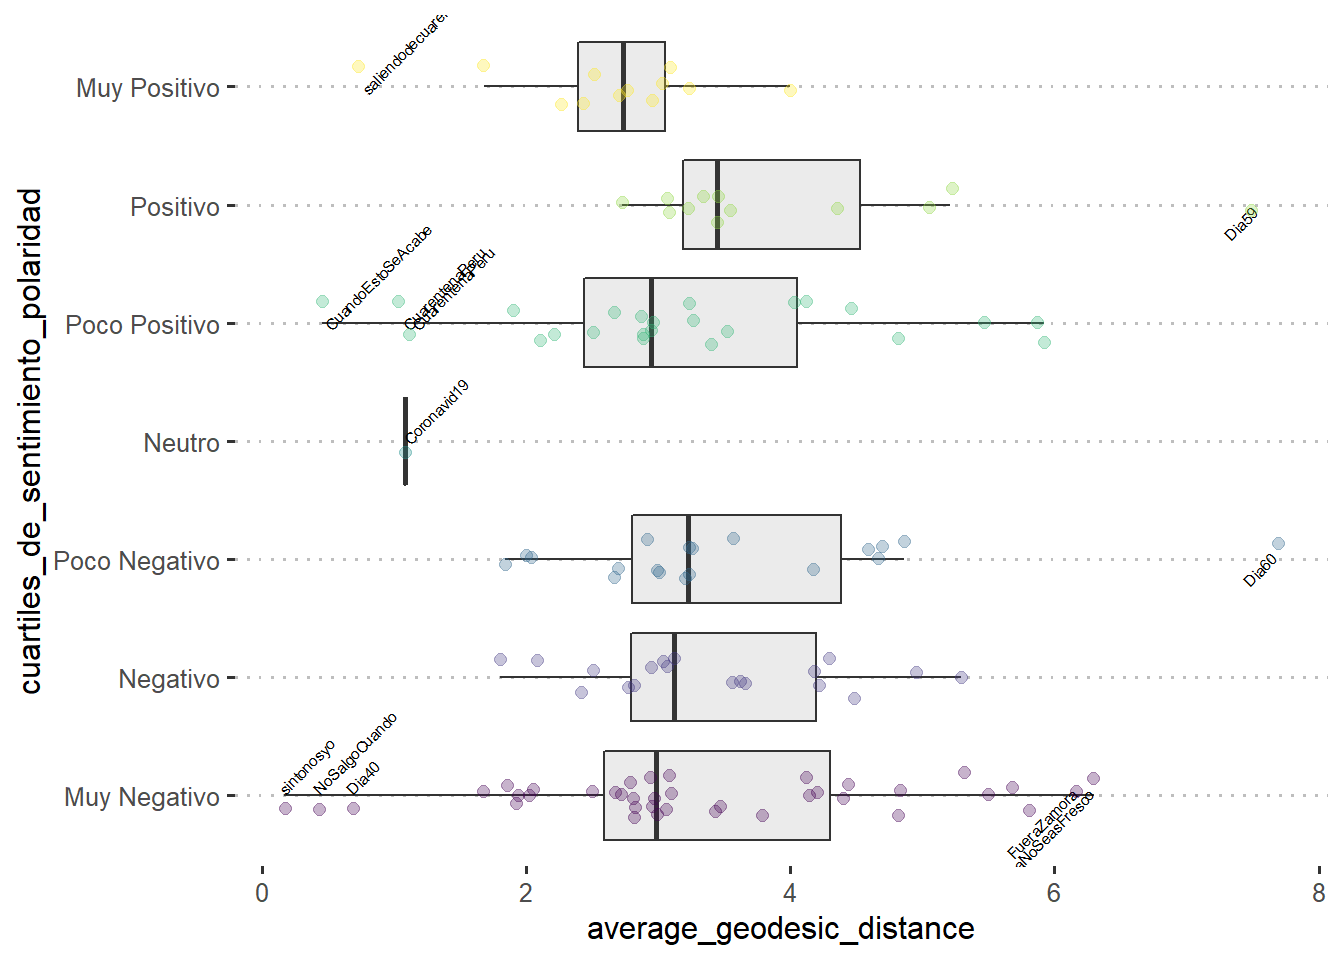 cuartiles_de_sentimiento_polaridad
Muy Positivo
saliendodecuare
Positivo
Dia59
Poco Positivo
CuandoEstoSeAcabe
CuarentenaPeru
Neutro
Coronavid19
Poco Negativo
Dia60
Negativo
Muy Negativo
sintonosyo
NoSalgoCuando
Dia40
FueraZamora
aNoSeasFresco
0 2 4 6 8
average_geodesic_distance